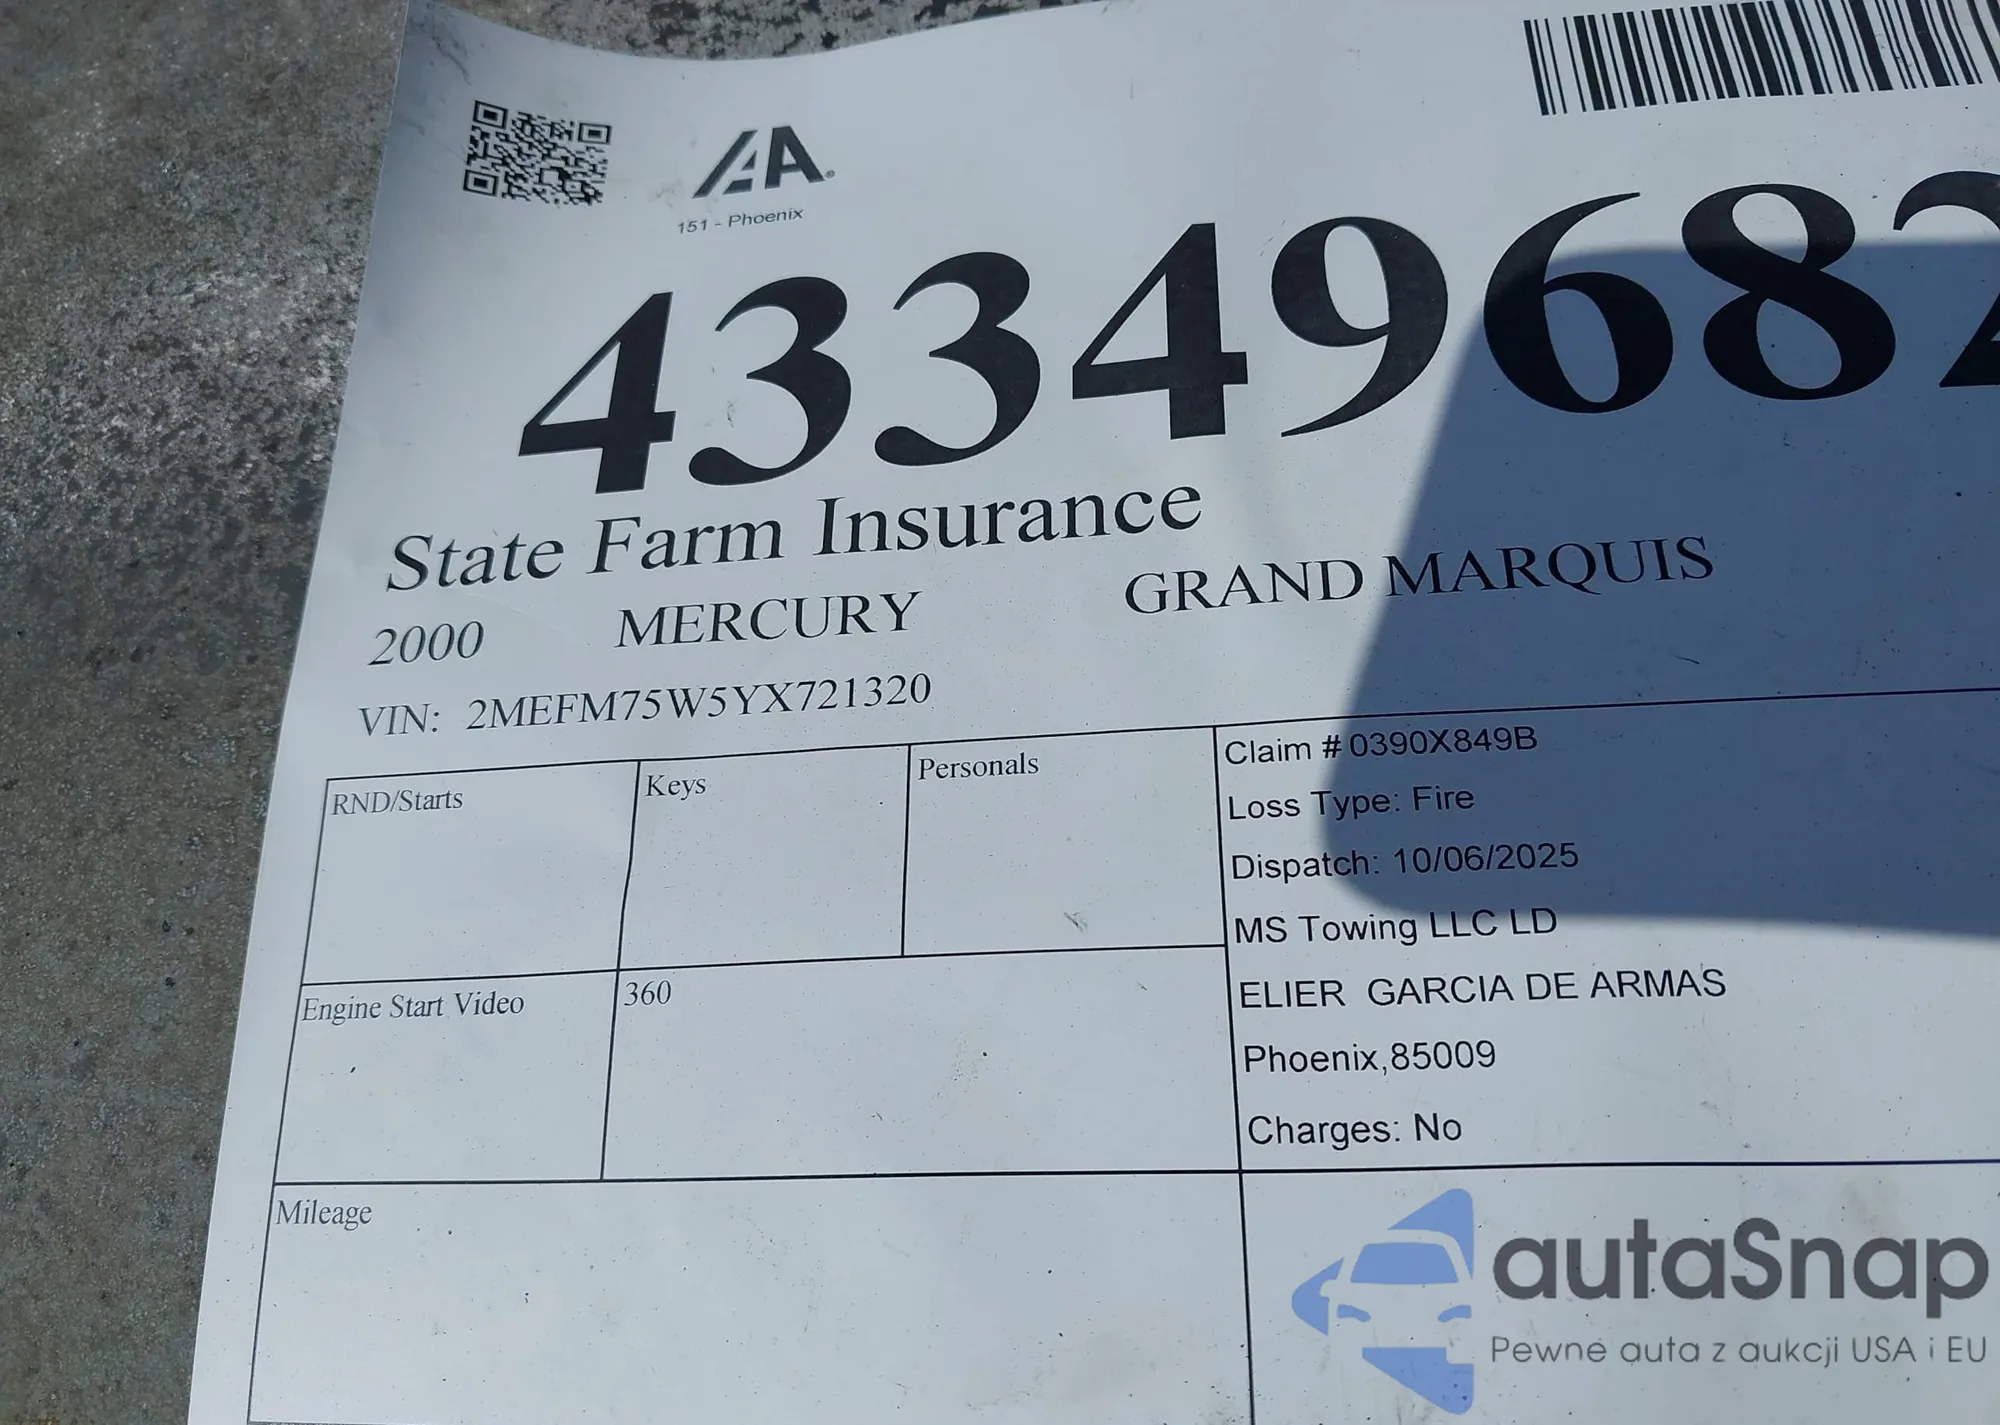 IAA
151 - Phoenix
43349682
State Farm Insurance
2000 MERCURY GRAND MARQUIS
VIN: 2MEFM75W5YX721320
RND/Starts
Keys
Personals
Claim # 0390X849B
Loss Type: Fire
Dispatch: 10/06/2025
MS Towing LLC LD
ELIER GARCIA DE ARMAS
Phoenix,85009
Charges: No
Engine Start Video
360
Mileage
autaSnap
Pewne auta z aukcji USA i EU